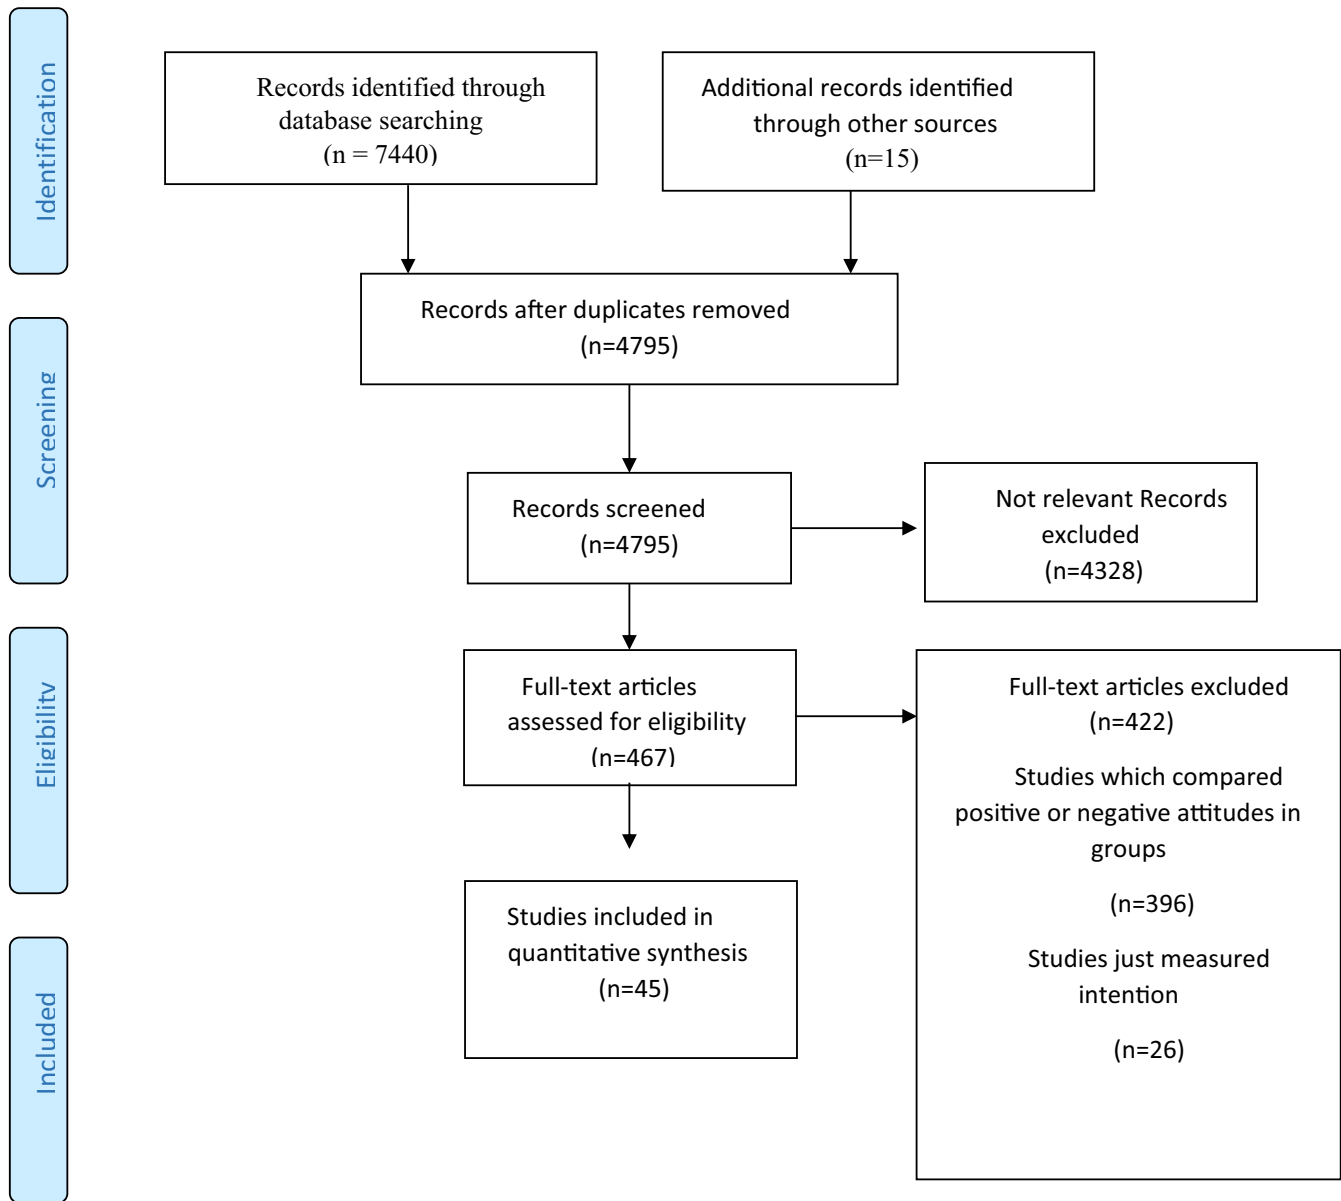 Identification
Records identified through
database searching
(n = 7440)
Additional records identified
through other sources
(n=15)
Records after duplicates removed
(n=4795)
Screening
Records screened
(n=4795)
Not relevant Records
excluded
(n=4328)
Eligibility
Full-text articles
assessed for eligibility
(n=467)
Full-text articles excluded
(n=422)
Studies which compared
positive or negative attitudes in
groups
(n=396)
Studies just measured
intention
(n=26)
Included
Studies included in
quantitative synthesis
(n=45)